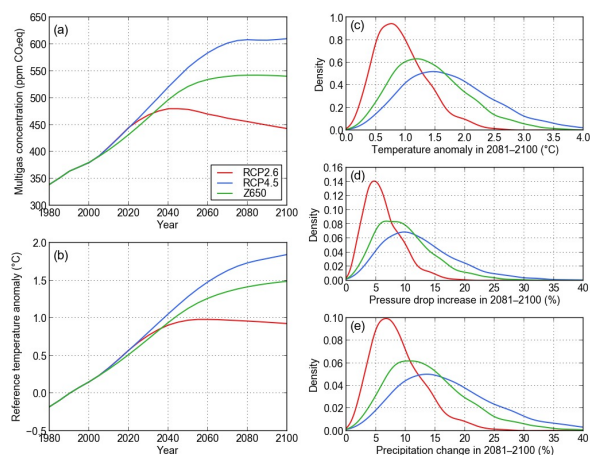 (a)
Multigas concentration (ppm CO₂eq)
650
600
550
500
450
400
350
300
1980 2000 2020 2040 2060 2080 2100
Year
RCP2.6
RCP4.5
Z650
(b)
Reference temperature anomaly (°C)
2.0
1.5
1.0
0.5
0.0
−0.5
1980 2000 2020 2040 2060 2080 2100
Year
(c)
Density
1.0
0.8
0.6
0.4
0.2
0.0
0.0 0.5 1.0 1.5 2.0 2.5 3.0 3.5 4.0
Temperature anomaly in 2081–2100 (°C)
(d)
Density
0.16
0.14
0.12
0.10
0.08
0.06
0.04
0.02
0.00
0 5 10 15 20 25 30 35 40
Pressure drop increase in 2081–2100 (%)
(e)
Density
0.10
0.08
0.06
0.04
0.02
0.00
0 5 10 15 20 25 30 35 40
Precipitation change in 2081–2100 (%)